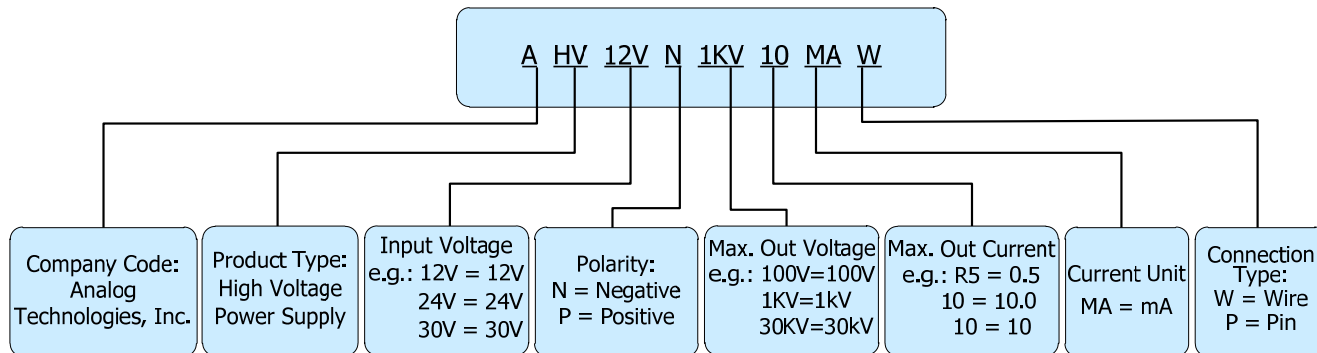 A HV 12V N 1KV 10 MA W
Company Code:
Analog
Technologies, Inc.
Product Type:
High Voltage
Power Supply
Input Voltage
e.g.: 12V = 12V
24V = 24V
30V = 30V
Polarity:
N = Negative
P = Positive
Max. Out Voltage
e.g.: 100V=100V
1KV=1kV
30KV=30kV
Max. Out Current
e.g.: R5 = 0.5
10 = 10.0
10 = 10
Current Unit
MA = mA
Connection
Type:
W = Wire
P = Pin